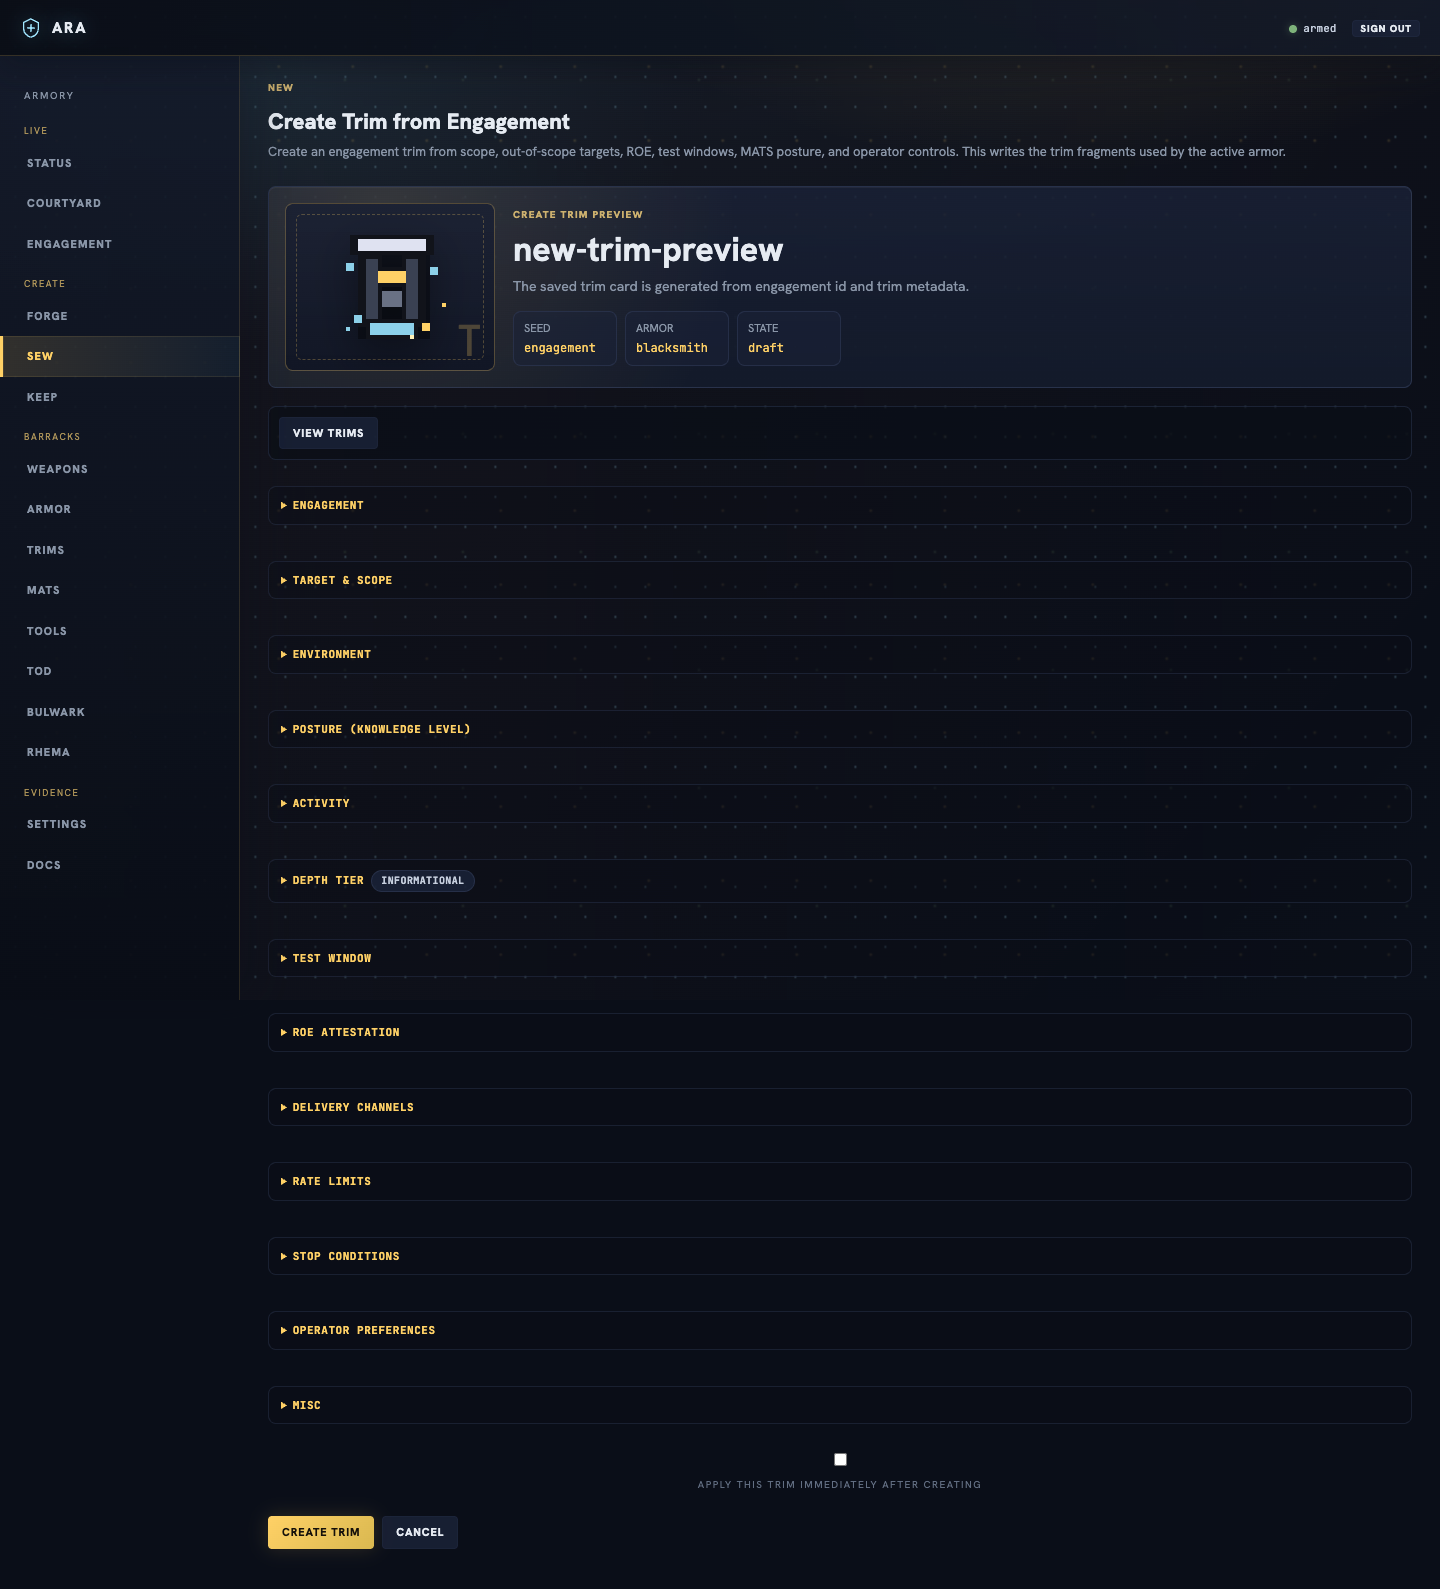 ARA
armed
SIGN OUT
ARMORY
LIVE
STATUS
COURTYARD
ENGAGEMENT
CREATE
FORGE
SEW
KEEP
BARRACKS
WEAPONS
ARMOR
TRIMS
MATS
TOOLS
TOD
BULWARK
RHEMA
EVIDENCE
SETTINGS
DOCS
NEW
Create Trim from Engagement
Create an engagement trim from scope, out-of-scope targets, ROE, test windows, MATS posture, and operator controls. This writes the trim fragments used by the active armor.
T
CREATE TRIM PREVIEW
new-trim-preview
The saved trim card is generated from engagement id and trim metadata.
SEED
engagement
ARMOR
blacksmith
STATE
draft
VIEW TRIMS
ENGAGEMENT
TARGET & SCOPE
ENVIRONMENT
POSTURE (KNOWLEDGE LEVEL)
ACTIVITY
DEPTH TIER INFORMATIONAL
TEST WINDOW
ROE ATTESTATION
DELIVERY CHANNELS
RATE LIMITS
STOP CONDITIONS
OPERATOR PREFERENCES
MISC
APPLY THIS TRIM IMMEDIATELY AFTER CREATING
CREATE TRIM
CANCEL